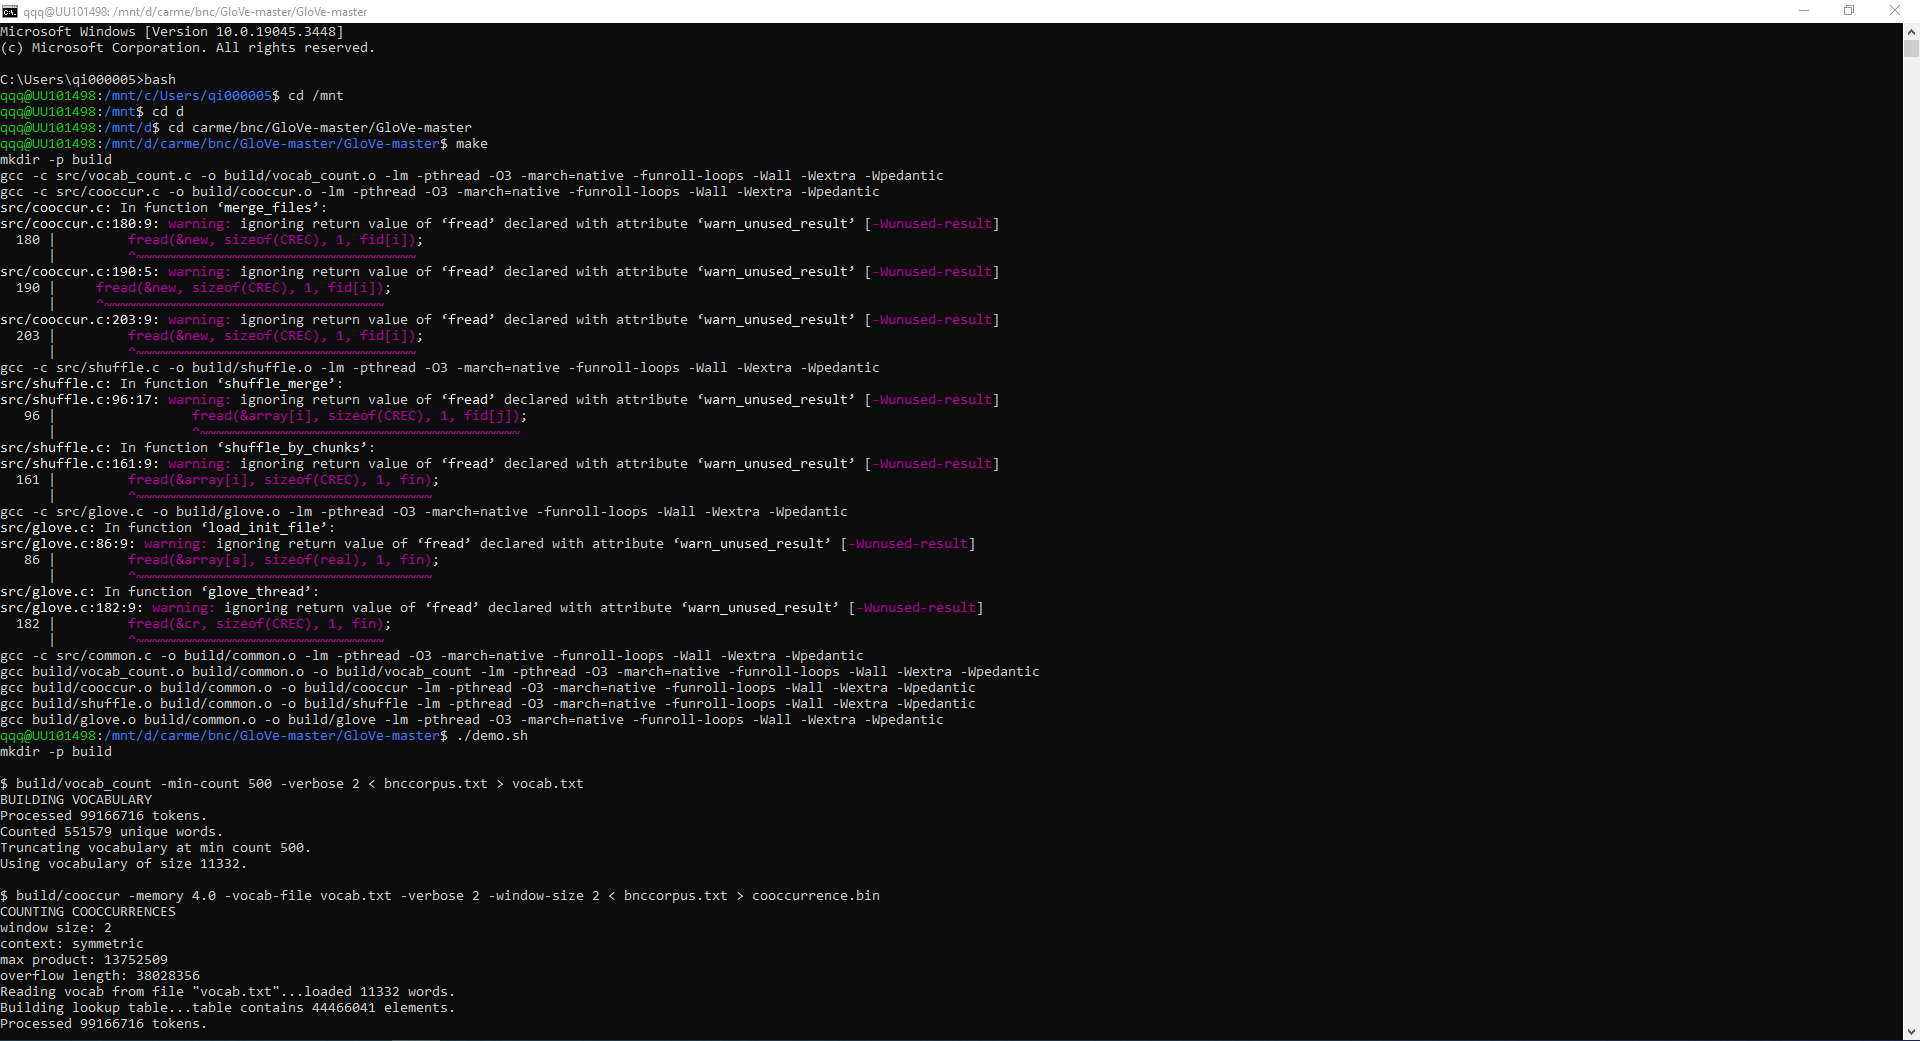 qqq@UU101498: /mnt/d/carme/bnc/GloVe-master/GloVe-master
Microsoft Windows [Version 10.0.19045.3448]
(c) Microsoft Corporation. All rights reserved.
C:\Users\qi000005>bash
qqq@UU101498:/mnt/c/Users/qi000005$ cd /mnt
qqq@UU101498:/mnt$ cd d
qqq@UU101498:/mnt/d$ cd carme/bnc/GloVe-master/GloVe-master
qqq@UU101498:/mnt/d/carme/bnc/GloVe-master/GloVe-master$ make
mkdir -p build
gcc -c src/vocab_count.c -o build/vocab_count.o -lm -pthread -O3 -march=native -funroll-loops -Wall -Wextra -Wpedantic
gcc -c src/cooccur.c -o build/cooccur.o -lm -pthread -O3 -march=native -funroll-loops -Wall -Wextra -Wpedantic
src/cooccur.c: In function ‘merge_files’:
src/cooccur.c:180:9: warning: ignoring return value of ‘fread’ declared with attribute ‘warn_unused_result’ [-Wunused-result]
  180 |         fread(&new, sizeof(CREC), 1, fid[i]);
      |         ^~~~~~~~~~~~~~~~~~~~~~~~~~~~~~~~~~~~
src/cooccur.c:190:5: warning: ignoring return value of ‘fread’ declared with attribute ‘warn_unused_result’ [-Wunused-result]
  190 |     fread(&new, sizeof(CREC), 1, fid[i]);
      |     ^~~~~~~~~~~~~~~~~~~~~~~~~~~~~~~~~~~~
src/cooccur.c:203:9: warning: ignoring return value of ‘fread’ declared with attribute ‘warn_unused_result’ [-Wunused-result]
  203 |         fread(&new, sizeof(CREC), 1, fid[i]);
      |         ^~~~~~~~~~~~~~~~~~~~~~~~~~~~~~~~~~~~
gcc -c src/shuffle.c -o build/shuffle.o -lm -pthread -O3 -march=native -funroll-loops -Wall -Wextra -Wpedantic
src/shuffle.c: In function ‘shuffle_merge’:
src/shuffle.c:96:17: warning: ignoring return value of ‘fread’ declared with attribute ‘warn_unused_result’ [-Wunused-result]
   96 |                 fread(&array[i], sizeof(CREC), 1, fid[j]);
      |                 ^~~~~~~~~~~~~~~~~~~~~~~~~~~~~~~~~~~~~~~~~
src/shuffle.c: In function ‘shuffle_by_chunks’:
src/shuffle.c:161:9: warning: ignoring return value of ‘fread’ declared with attribute ‘warn_unused_result’ [-Wunused-result]
  161 |         fread(&array[i], sizeof(CREC), 1, fin);
      |         ^~~~~~~~~~~~~~~~~~~~~~~~~~~~~~~~~~~~~~
gcc -c src/glove.c -o build/glove.o -lm -pthread -O3 -march=native -funroll-loops -Wall -Wextra -Wpedantic
src/glove.c: In function ‘load_init_file’:
src/glove.c:86:9: warning: ignoring return value of ‘fread’ declared with attribute ‘warn_unused_result’ [-Wunused-result]
   86 |         fread(&array[a], sizeof(real), 1, fin);
      |         ^~~~~~~~~~~~~~~~~~~~~~~~~~~~~~~~~~~~~~
src/glove.c: In function ‘glove_thread’:
src/glove.c:182:9: warning: ignoring return value of ‘fread’ declared with attribute ‘warn_unused_result’ [-Wunused-result]
  182 |         fread(&cr, sizeof(CREC), 1, fin);
      |         ^~~~~~~~~~~~~~~~~~~~~~~~~~~~~~~~
gcc -c src/common.c -o build/common.o -lm -pthread -O3 -march=native -funroll-loops -Wall -Wextra -Wpedantic
gcc build/vocab_count.o build/common.o -o build/vocab_count -lm -pthread -O3 -march=native -funroll-loops -Wall -Wextra -Wpedantic
gcc build/cooccur.o build/common.o -o build/cooccur -lm -pthread -O3 -march=native -funroll-loops -Wall -Wextra -Wpedantic
gcc build/shuffle.o build/common.o -o build/shuffle -lm -pthread -O3 -march=native -funroll-loops -Wall -Wextra -Wpedantic
gcc build/glove.o build/common.o -o build/glove -lm -pthread -O3 -march=native -funroll-loops -Wall -Wextra -Wpedantic
qqq@UU101498:/mnt/d/carme/bnc/GloVe-master/GloVe-master$ ./demo.sh
mkdir -p build
$ build/vocab_count -min-count 500 -verbose 2 < bnccorpus.txt > vocab.txt
BUILDING VOCABULARY
Processed 99166716 tokens.
Counted 551579 unique words.
Truncating vocabulary at min count 500.
Using vocabulary of size 11332.
$ build/cooccur -memory 4.0 -vocab-file vocab.txt -verbose 2 -window-size 2 < bnccorpus.txt > cooccurrence.bin
COUNTING COOCCURRENCES
window size: 2
context: symmetric
max product: 13752509
overflow length: 38028356
Reading vocab from file "vocab.txt"...loaded 11332 words.
Building lookup table...table contains 44466041 elements.
Processed 99166716 tokens.